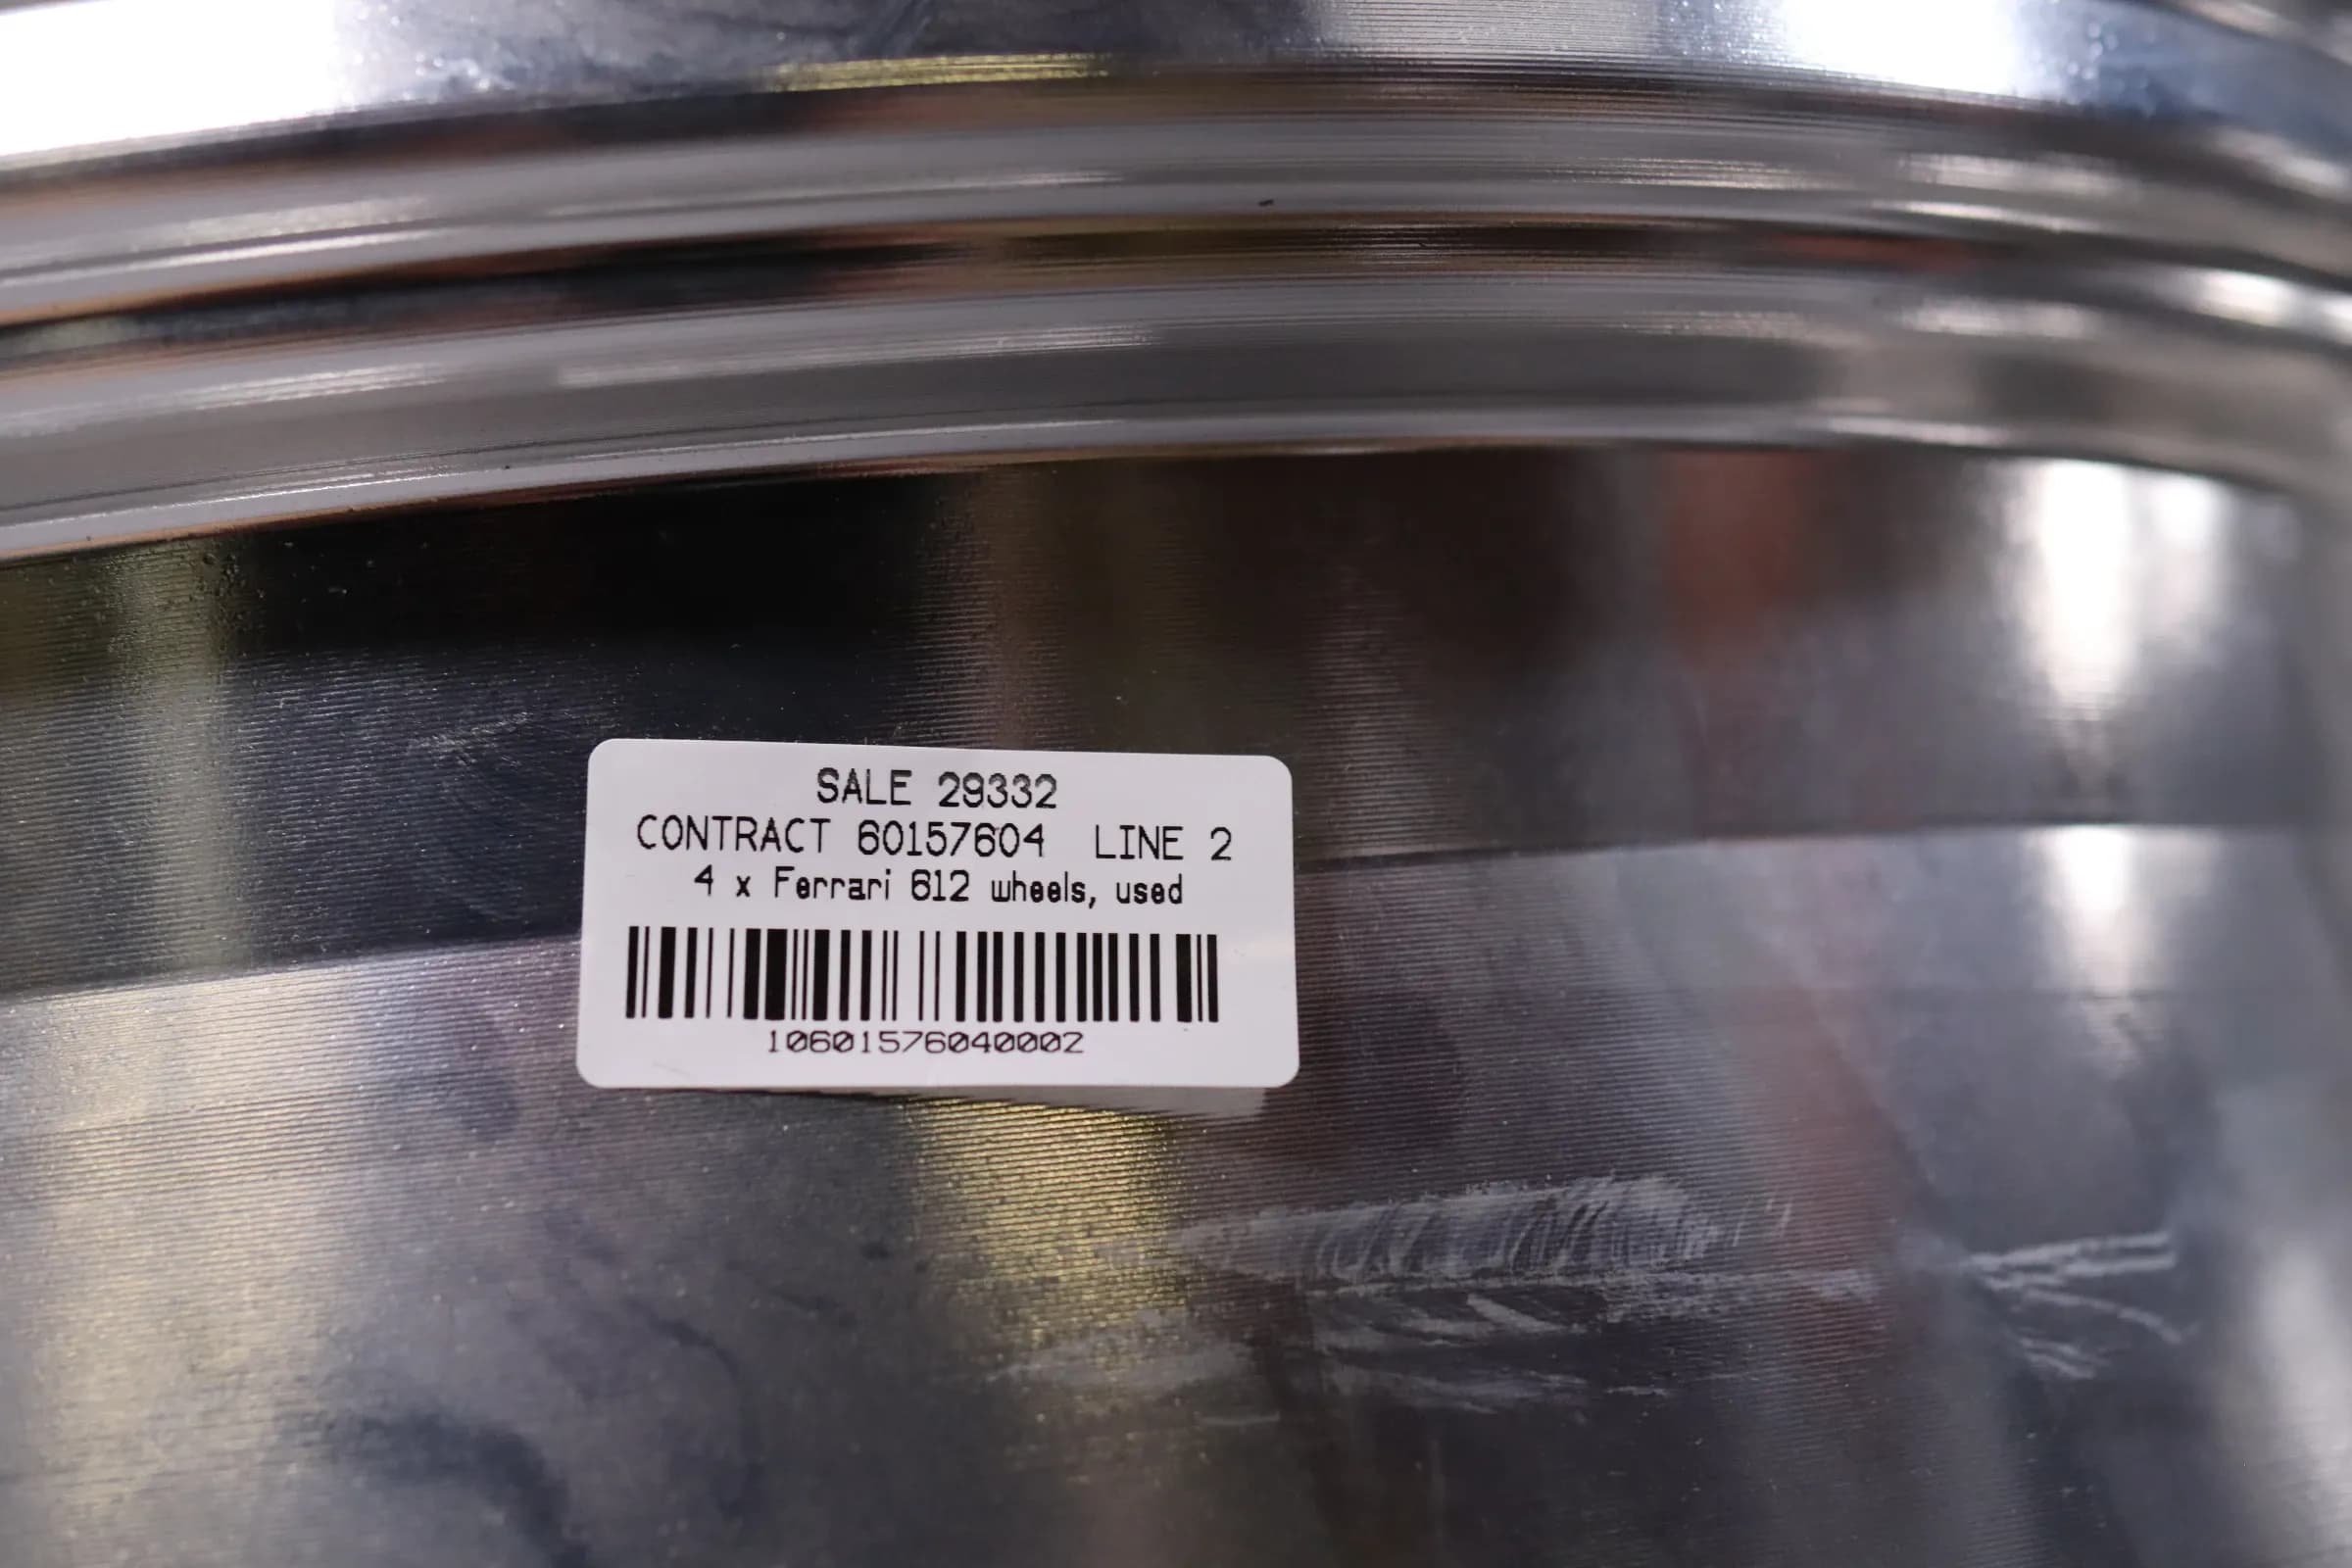 SALE 29332
CONTRACT 60157604 LINE 2
4 x Ferrari 612 wheels, used
10601576040002